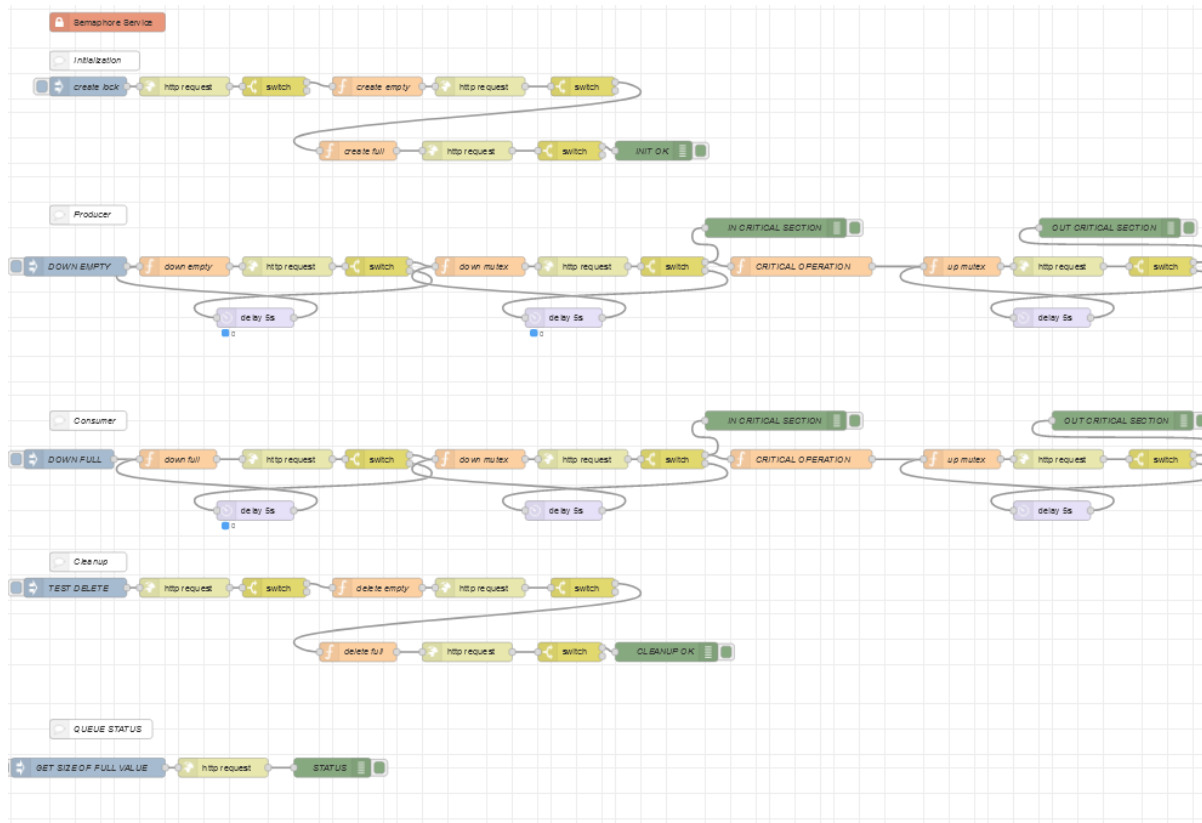 Semaphore Service
Initialization
create lock http request switch create empty http request switch
create full http request switch INIT OK
Producer
IN CRITICAL SECTION OUT CRITICAL SECTION
DOWN EMPTY down empty http request switch down mutex http request switch CRITICAL OPERATION up mutex http request switch
delay 5s delay 5s delay 5s
0 0
Consumer
IN CRITICAL SECTION OUT CRITICAL SECTION
DOWN FULL down full http request switch down mutex http request switch CRITICAL OPERATION up mutex http request switch
delay 5s delay 5s delay 5s
0
Cleanup
TEST DELETE http request switch delete empty http request switch
delete full http request switch CLEANUP OK
QUEUE STATUS
GET SIZE OF FULL VALUE http request STATUS